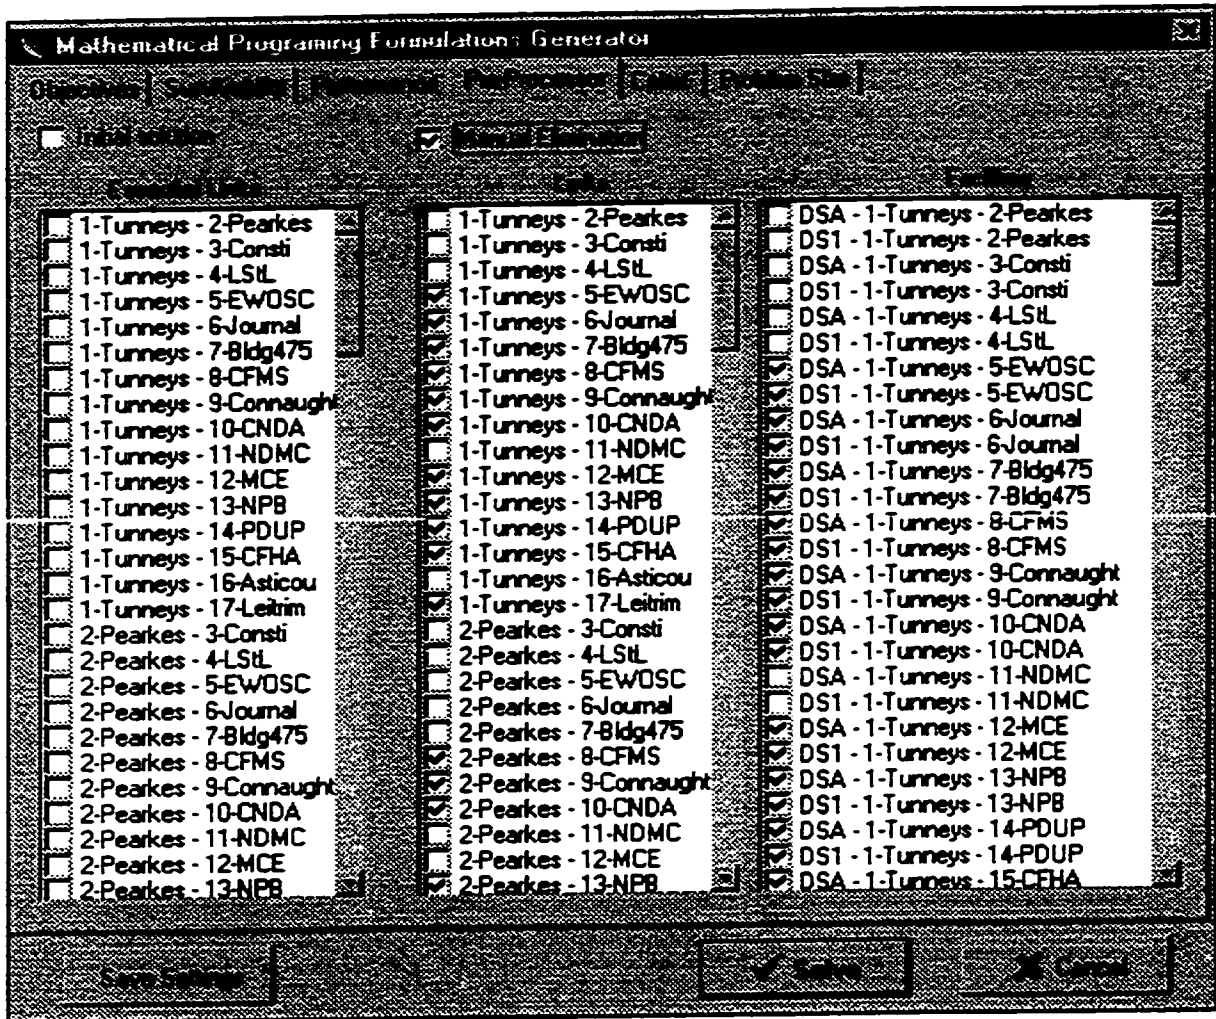 Mathematical Programing Formulations Generator
Objectives
PreProcessor
Problem Size
Initial solution
Manual Elimination
Essential Links
Links
Facilities
1-Tunneys - 2-Pearkes
1-Tunneys - 3-Consti
1-Tunneys - 4-LStL
1-Tunneys - 5-EWOSC
1-Tunneys - 6-Journal
1-Tunneys - 7-Bldg475
1-Tunneys - 8-CFMS
1-Tunneys - 9-Connaught
1-Tunneys - 10-CNDA
1-Tunneys - 11-NDMC
1-Tunneys - 12-MCE
1-Tunneys - 13-NPB
1-Tunneys - 14-PDUP
1-Tunneys - 15-CFHA
1-Tunneys - 16-Asticou
1-Tunneys - 17-Leitrim
2-Pearkes - 3-Consti
2-Pearkes - 4-LStL
2-Pearkes - 5-EWOSC
2-Pearkes - 6-Journal
2-Pearkes - 7-Bldg475
2-Pearkes - 8-CFMS
2-Pearkes - 9-Connaught
2-Pearkes - 10-CNDA
2-Pearkes - 11-NDMC
2-Pearkes - 12-MCE
2-Pearkes - 13-NPB
1-Tunneys - 2-Pearkes
1-Tunneys - 3-Consti
1-Tunneys - 4-LStL
1-Tunneys - 5-EWOSC
1-Tunneys - 6-Journal
1-Tunneys - 7-Bldg475
1-Tunneys - 8-CFMS
1-Tunneys - 9-Connaught
1-Tunneys - 10-CNDA
1-Tunneys - 11-NDMC
1-Tunneys - 12-MCE
1-Tunneys - 13-NPB
1-Tunneys - 14-PDUP
1-Tunneys - 15-CFHA
1-Tunneys - 16-Asticou
1-Tunneys - 17-Leitrim
2-Pearkes - 3-Consti
2-Pearkes - 4-LStL
2-Pearkes - 5-EWOSC
2-Pearkes - 6-Journal
2-Pearkes - 7-Bldg475
2-Pearkes - 8-CFMS
2-Pearkes - 9-Connaught
2-Pearkes - 10-CNDA
2-Pearkes - 11-NDMC
2-Pearkes - 12-MCE
2-Pearkes - 13-NPB
DSA - 1-Tunneys - 2-Pearkes
DS1 - 1-Tunneys - 2-Pearkes
DSA - 1-Tunneys - 3-Consti
DS1 - 1-Tunneys - 3-Consti
DSA - 1-Tunneys - 4-LStL
DS1 - 1-Tunneys - 4-LStL
DSA - 1-Tunneys - 5-EWOSC
DS1 - 1-Tunneys - 5-EWOSC
DSA - 1-Tunneys - 6-Journal
DS1 - 1-Tunneys - 6-Journal
DSA - 1-Tunneys - 7-Bldg475
DS1 - 1-Tunneys - 7-Bldg475
DSA - 1-Tunneys - 8-CFMS
DS1 - 1-Tunneys - 8-CFMS
DSA - 1-Tunneys - 9-Connaught
DS1 - 1-Tunneys - 9-Connaught
DSA - 1-Tunneys - 10-CNDA
DS1 - 1-Tunneys - 10-CNDA
DSA - 1-Tunneys - 11-NDMC
DS1 - 1-Tunneys - 11-NDMC
DSA - 1-Tunneys - 12-MCE
DS1 - 1-Tunneys - 12-MCE
DSA - 1-Tunneys - 13-NPB
DS1 - 1-Tunneys - 13-NPB
DSA - 1-Tunneys - 14-PDUP
DS1 - 1-Tunneys - 14-PDUP
DSA - 1-Tunneys - 15-CFHA
Save Settings
Solve
Cancel